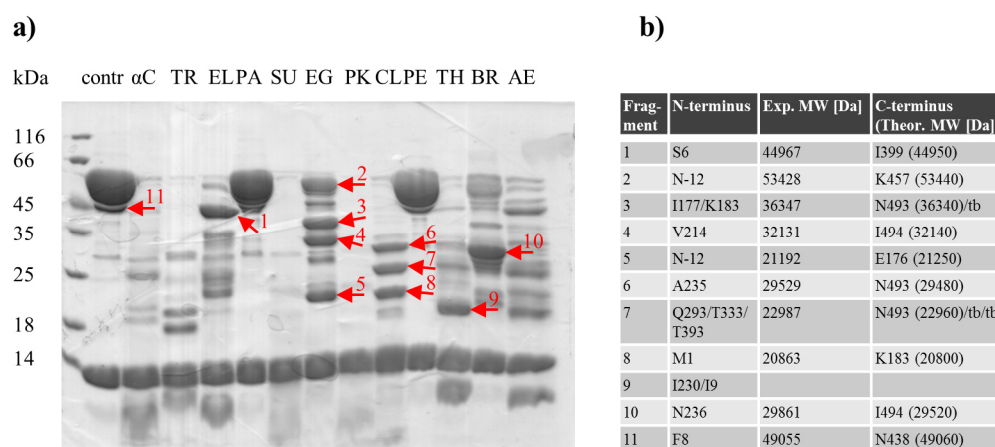 a)
b)
kDa contr αC TR EL PA SU EG PK CL PE TH BR AE
116
66
45
35
25
18
14
11
1
2
3
4
5
6
7
8
9
10
Frag-ment N-terminus Exp. MW [Da] C-terminus (Theor. MW [Da]
1 S6 44967 I399 (44950)
2 N-12 53428 K457 (53440)
3 I177/K183 36347 N493 (36340)/tb
4 V214 32131 I494 (32140)
5 N-12 21192 E176 (21250)
6 A235 29529 N493 (29480)
7 Q293/T333/T393 22987 N493 (22960)/tb/tb
8 M1 20863 K183 (20800)
9 I230/I9
10 N236 29861 I494 (29520)
11 F8 49055 N438 (49060)